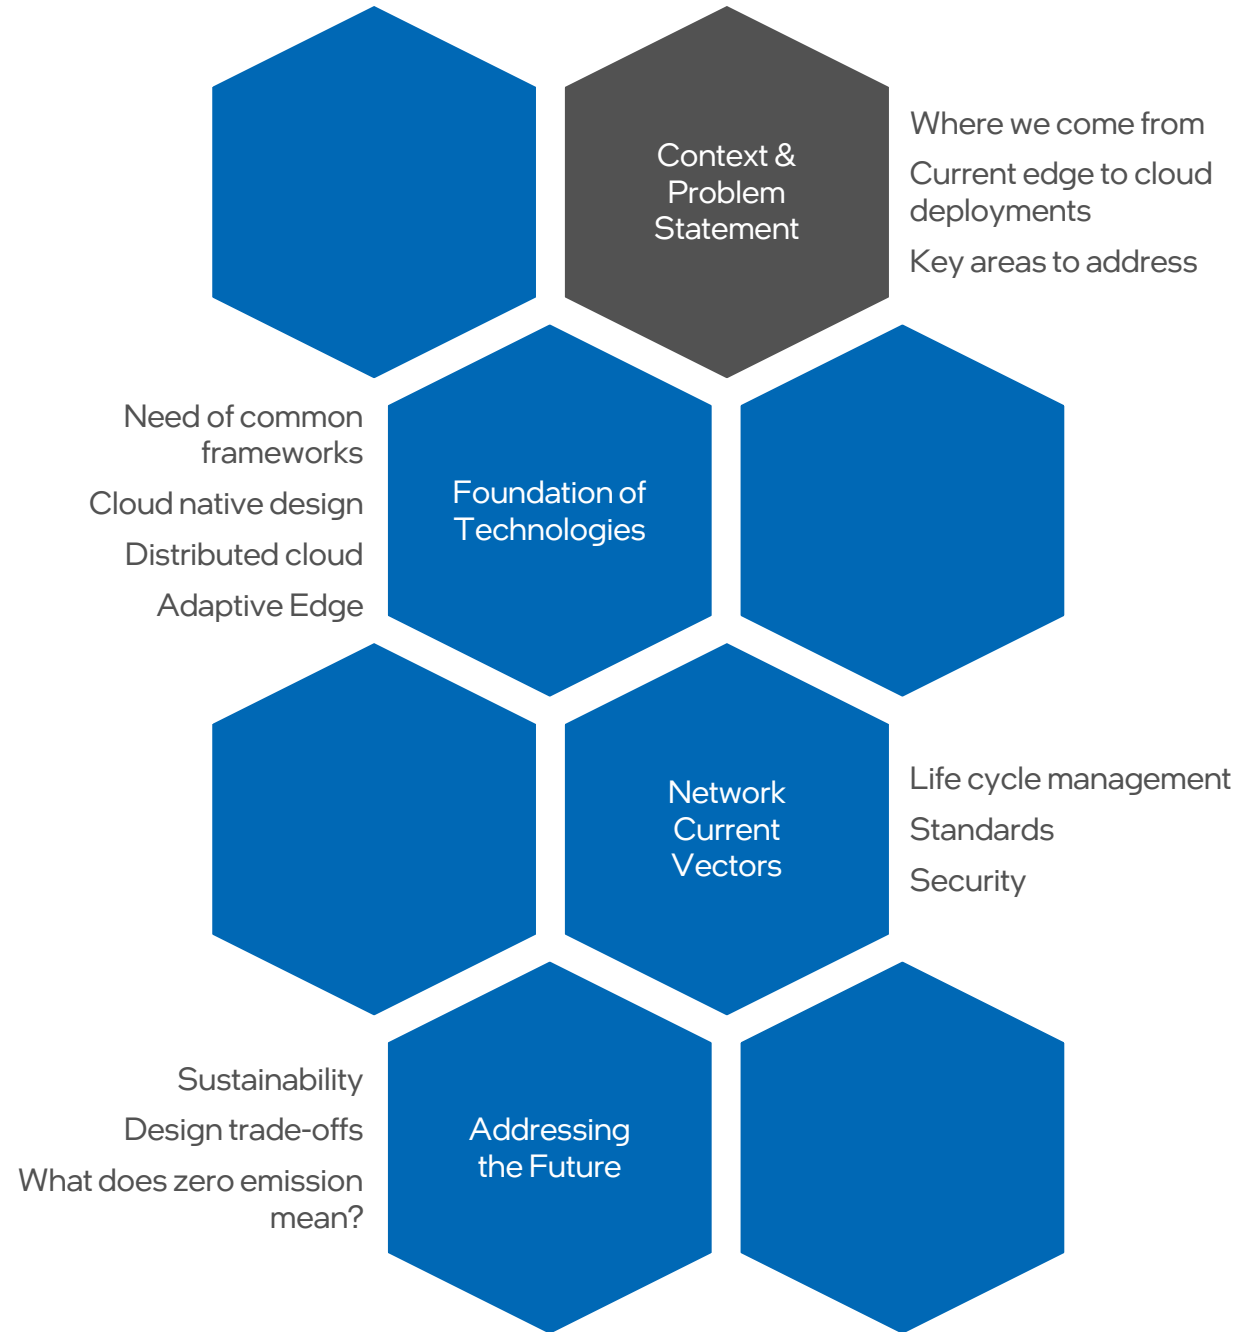 Context &
Problem
Statement
Where we come from
Current edge to cloud
deployments
Key areas to address
Need of common
frameworks
Cloud native design
Distributed cloud
Adaptive Edge
Foundation of
Technologies
Network
Current
Vectors
Life cycle management
Standards
Security
Sustainability
Design trade-offs
What does zero emission
mean?
Addressing
the Future